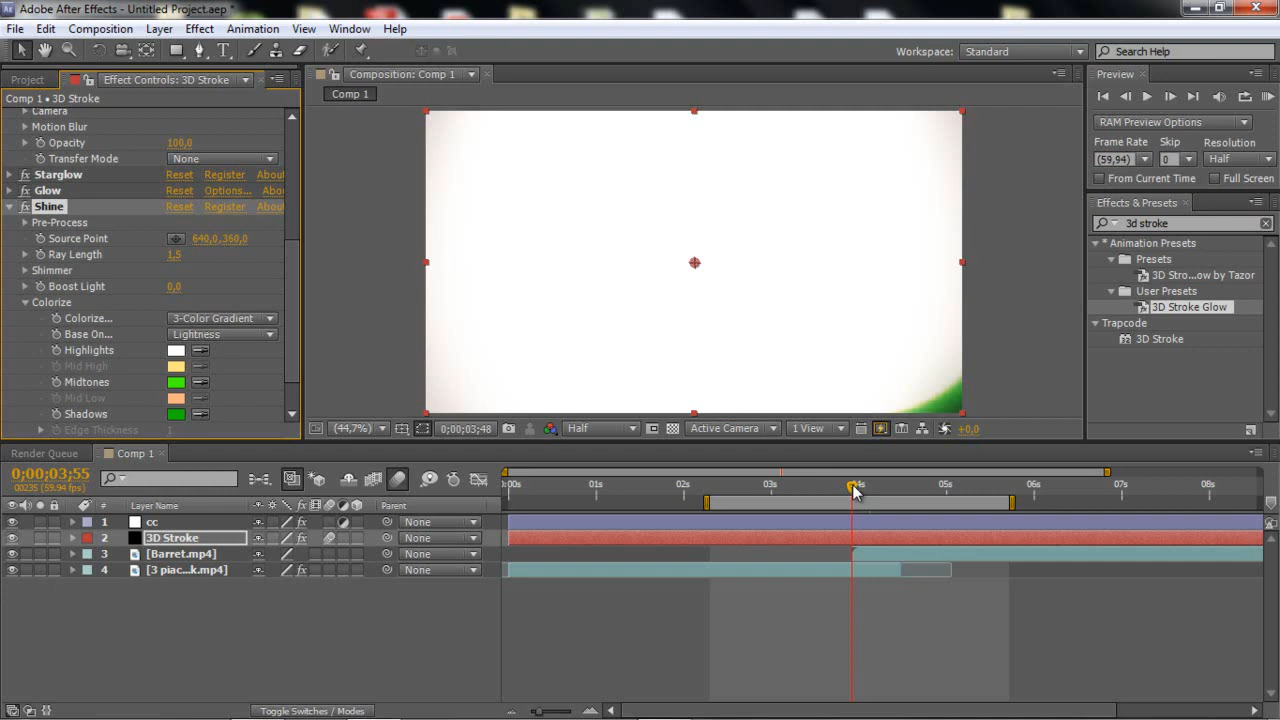 Adobe After Effects - Untitled Project.aep *
File Edit Composition Layer Effect Animation View Window Help
Workspace: Standard Search Help
Project Effect Controls: 3D Stroke Composition: Comp 1 Preview
Comp 1 • 3D Stroke
Comp 1
RAM Preview Options
Frame Rate Skip Resolution
(59,94) 0 Half
From Current Time Full Screen
Effects & Presets
3d stroke
* Animation Presets
Presets
3D Stro...ow by Tazor
User Presets
3D Stroke Glow
Trapcode
3D Stroke
Camera
Motion Blur
Opacity 100,0
Transfer Mode None
Starglow Reset Register About
Glow Reset Options... Abo
Shine Reset Register About
Pre-Process
Source Point 640,0,360,0
Ray Length 1,5
Shimmer
Boost Light 0,0
Colorize
Colorize... 3-Color Gradient
Base On... Lightness
Highlights
Mid High
Midtones
Mid Low
Shadows
Edge Thickness 1
(44,7%) 0;00;03;48 Half Active Camera 1 View +0,0
Render Queue Comp 1
0;00;03;55
00235 (59.94 fps)
:00s 01s 02s 03s 04s 05s 06s 07s 08s
# Layer Name Parent
1 cc None
2 3D Stroke None
3 [Barret.mp4] None
4 [3 piac...k.mp4] None
Toggle Switches / Modes